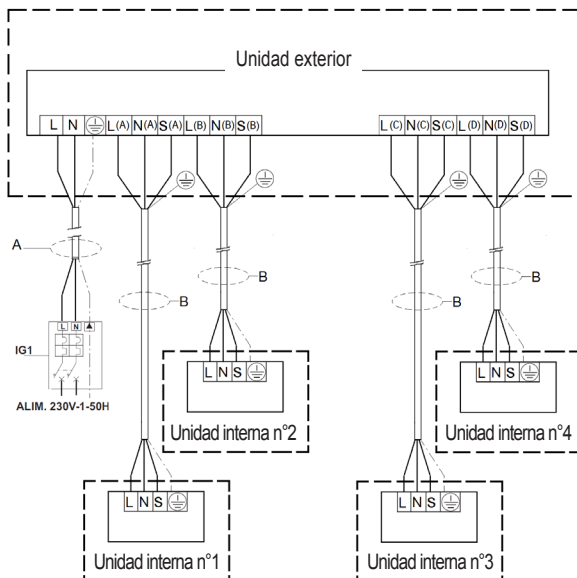 Unidad exterior
L N L(A) N(A) S(A) L(B) N(B) S(B) L(C) N(C) S(C) L(D) N(D) S(D)
A
B
B
B
B
L N
IG1
ALIM. 230V-1-50H
L N S
Unidad interna n°2
L N S
Unidad interna n°4
L N S
Unidad interna n°1
L N S
Unidad interna n°3